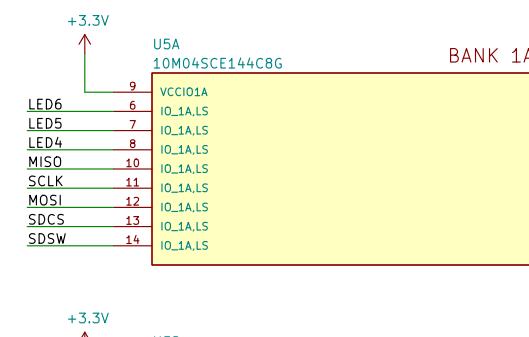 +3.3V
U5A
10M04SCE144C8G
BANK 1A
9 VCCIO1A
LED6 6 IO_1A,LS
LED5 7 IO_1A,LS
LED4 8 IO_1A,LS
MISO 10 IO_1A,LS
SCLK 11 IO_1A,LS
MOSI 12 IO_1A,LS
SDCS 13 IO_1A,LS
SDSW 14 IO_1A,LS
+3.3V